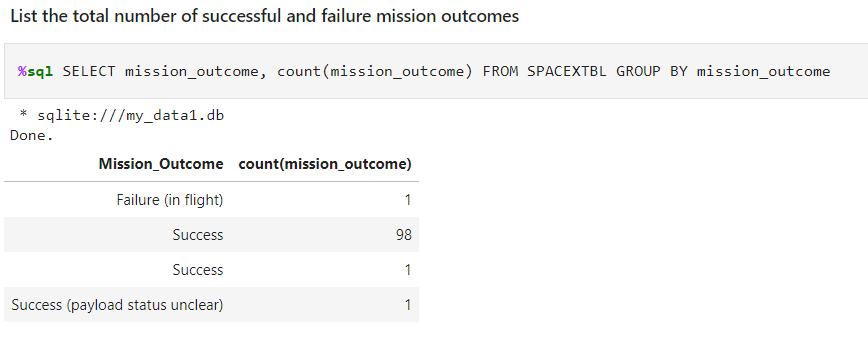 List the total number of successful and failure mission outcomes
%sql SELECT mission_outcome, count(mission_outcome) FROM SPACEXTBL GROUP BY mission_outcome
* sqlite:///my_data1.db
Done.
Mission_Outcome count(mission_outcome)
Failure (in flight) 1
Success 98
Success 1
Success (payload status unclear) 1